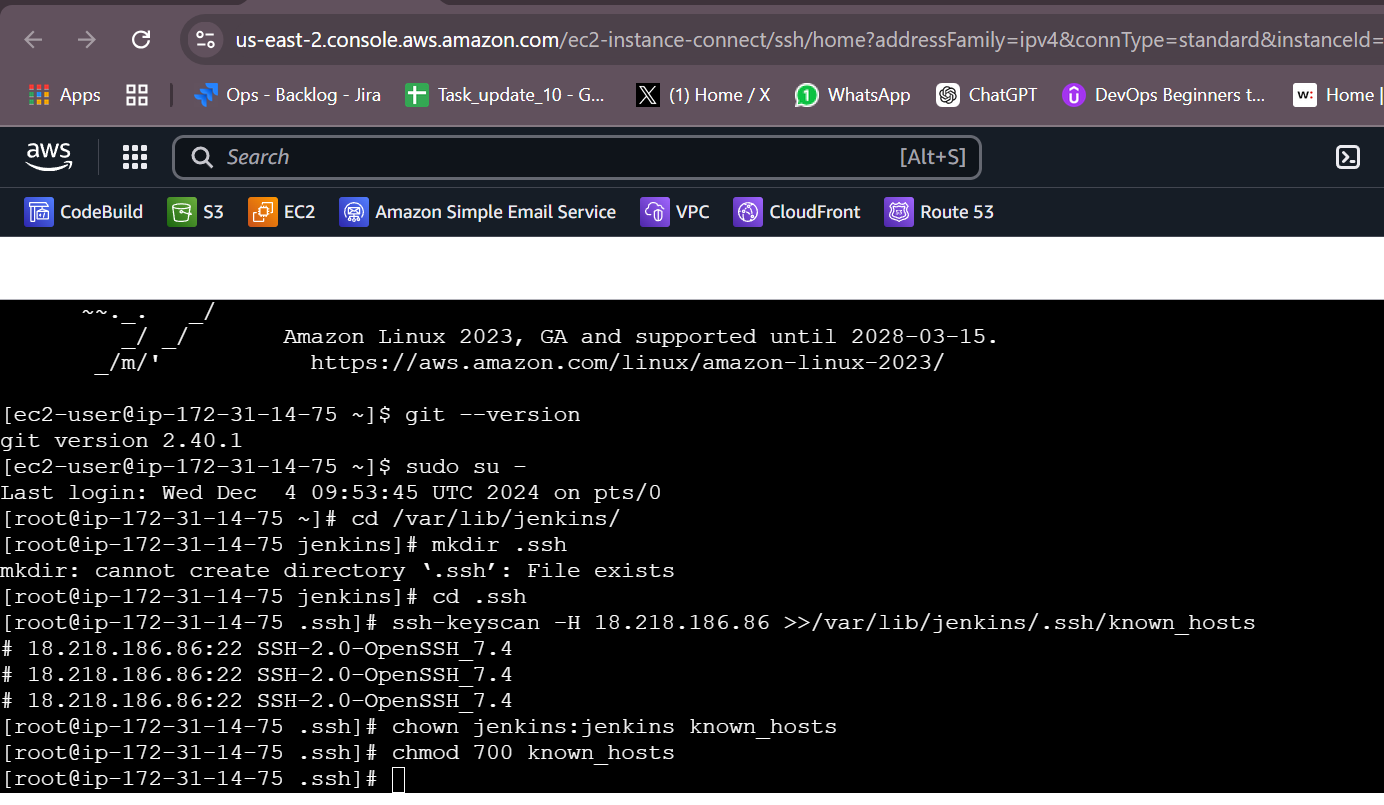 us-east-2.console.aws.amazon.com/ec2-instance-connect/ssh/home?addressFamily=ipv4&connType=standard&instanceId=
Apps Ops - Backlog - Jira Task_update_10 - G... X (1) Home / X 1 WhatsApp ChatGPT DevOps Beginners t... w: Home |
aws Search [Alt+S]
CodeBuild S3 EC2 Amazon Simple Email Service VPC CloudFront Route 53
~~._. _/
_/ _/ Amazon Linux 2023, GA and supported until 2028-03-15.
_/m/' https://aws.amazon.com/linux/amazon-linux-2023/
[ec2-user@ip-172-31-14-75 ~]$ git --version
git version 2.40.1
[ec2-user@ip-172-31-14-75 ~]$ sudo su -
Last login: Wed Dec  4 09:53:45 UTC 2024 on pts/0
[root@ip-172-31-14-75 ~]# cd /var/lib/jenkins/
[root@ip-172-31-14-75 jenkins]# mkdir .ssh
mkdir: cannot create directory ‘.ssh’: File exists
[root@ip-172-31-14-75 jenkins]# cd .ssh
[root@ip-172-31-14-75 .ssh]# ssh-keyscan -H 18.218.186.86 >>/var/lib/jenkins/.ssh/known_hosts
# 18.218.186.86:22 SSH-2.0-OpenSSH_7.4
# 18.218.186.86:22 SSH-2.0-OpenSSH_7.4
# 18.218.186.86:22 SSH-2.0-OpenSSH_7.4
[root@ip-172-31-14-75 .ssh]# chown jenkins:jenkins known_hosts
[root@ip-172-31-14-75 .ssh]# chmod 700 known_hosts
[root@ip-172-31-14-75 .ssh]#